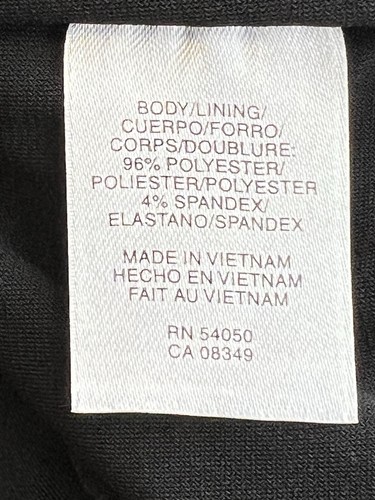 BODY/LINING/
CUERPO/FORRO/
CORPS/DOUBLURE:
96% POLYESTER/
POLIESTER/POLYESTER
4% SPANDEX/
ELASTANO/SPANDEX
MADE IN VIETNAM
HECHO EN VIETNAM
FAIT AU VIETNAM
RN 54050
CA 08349